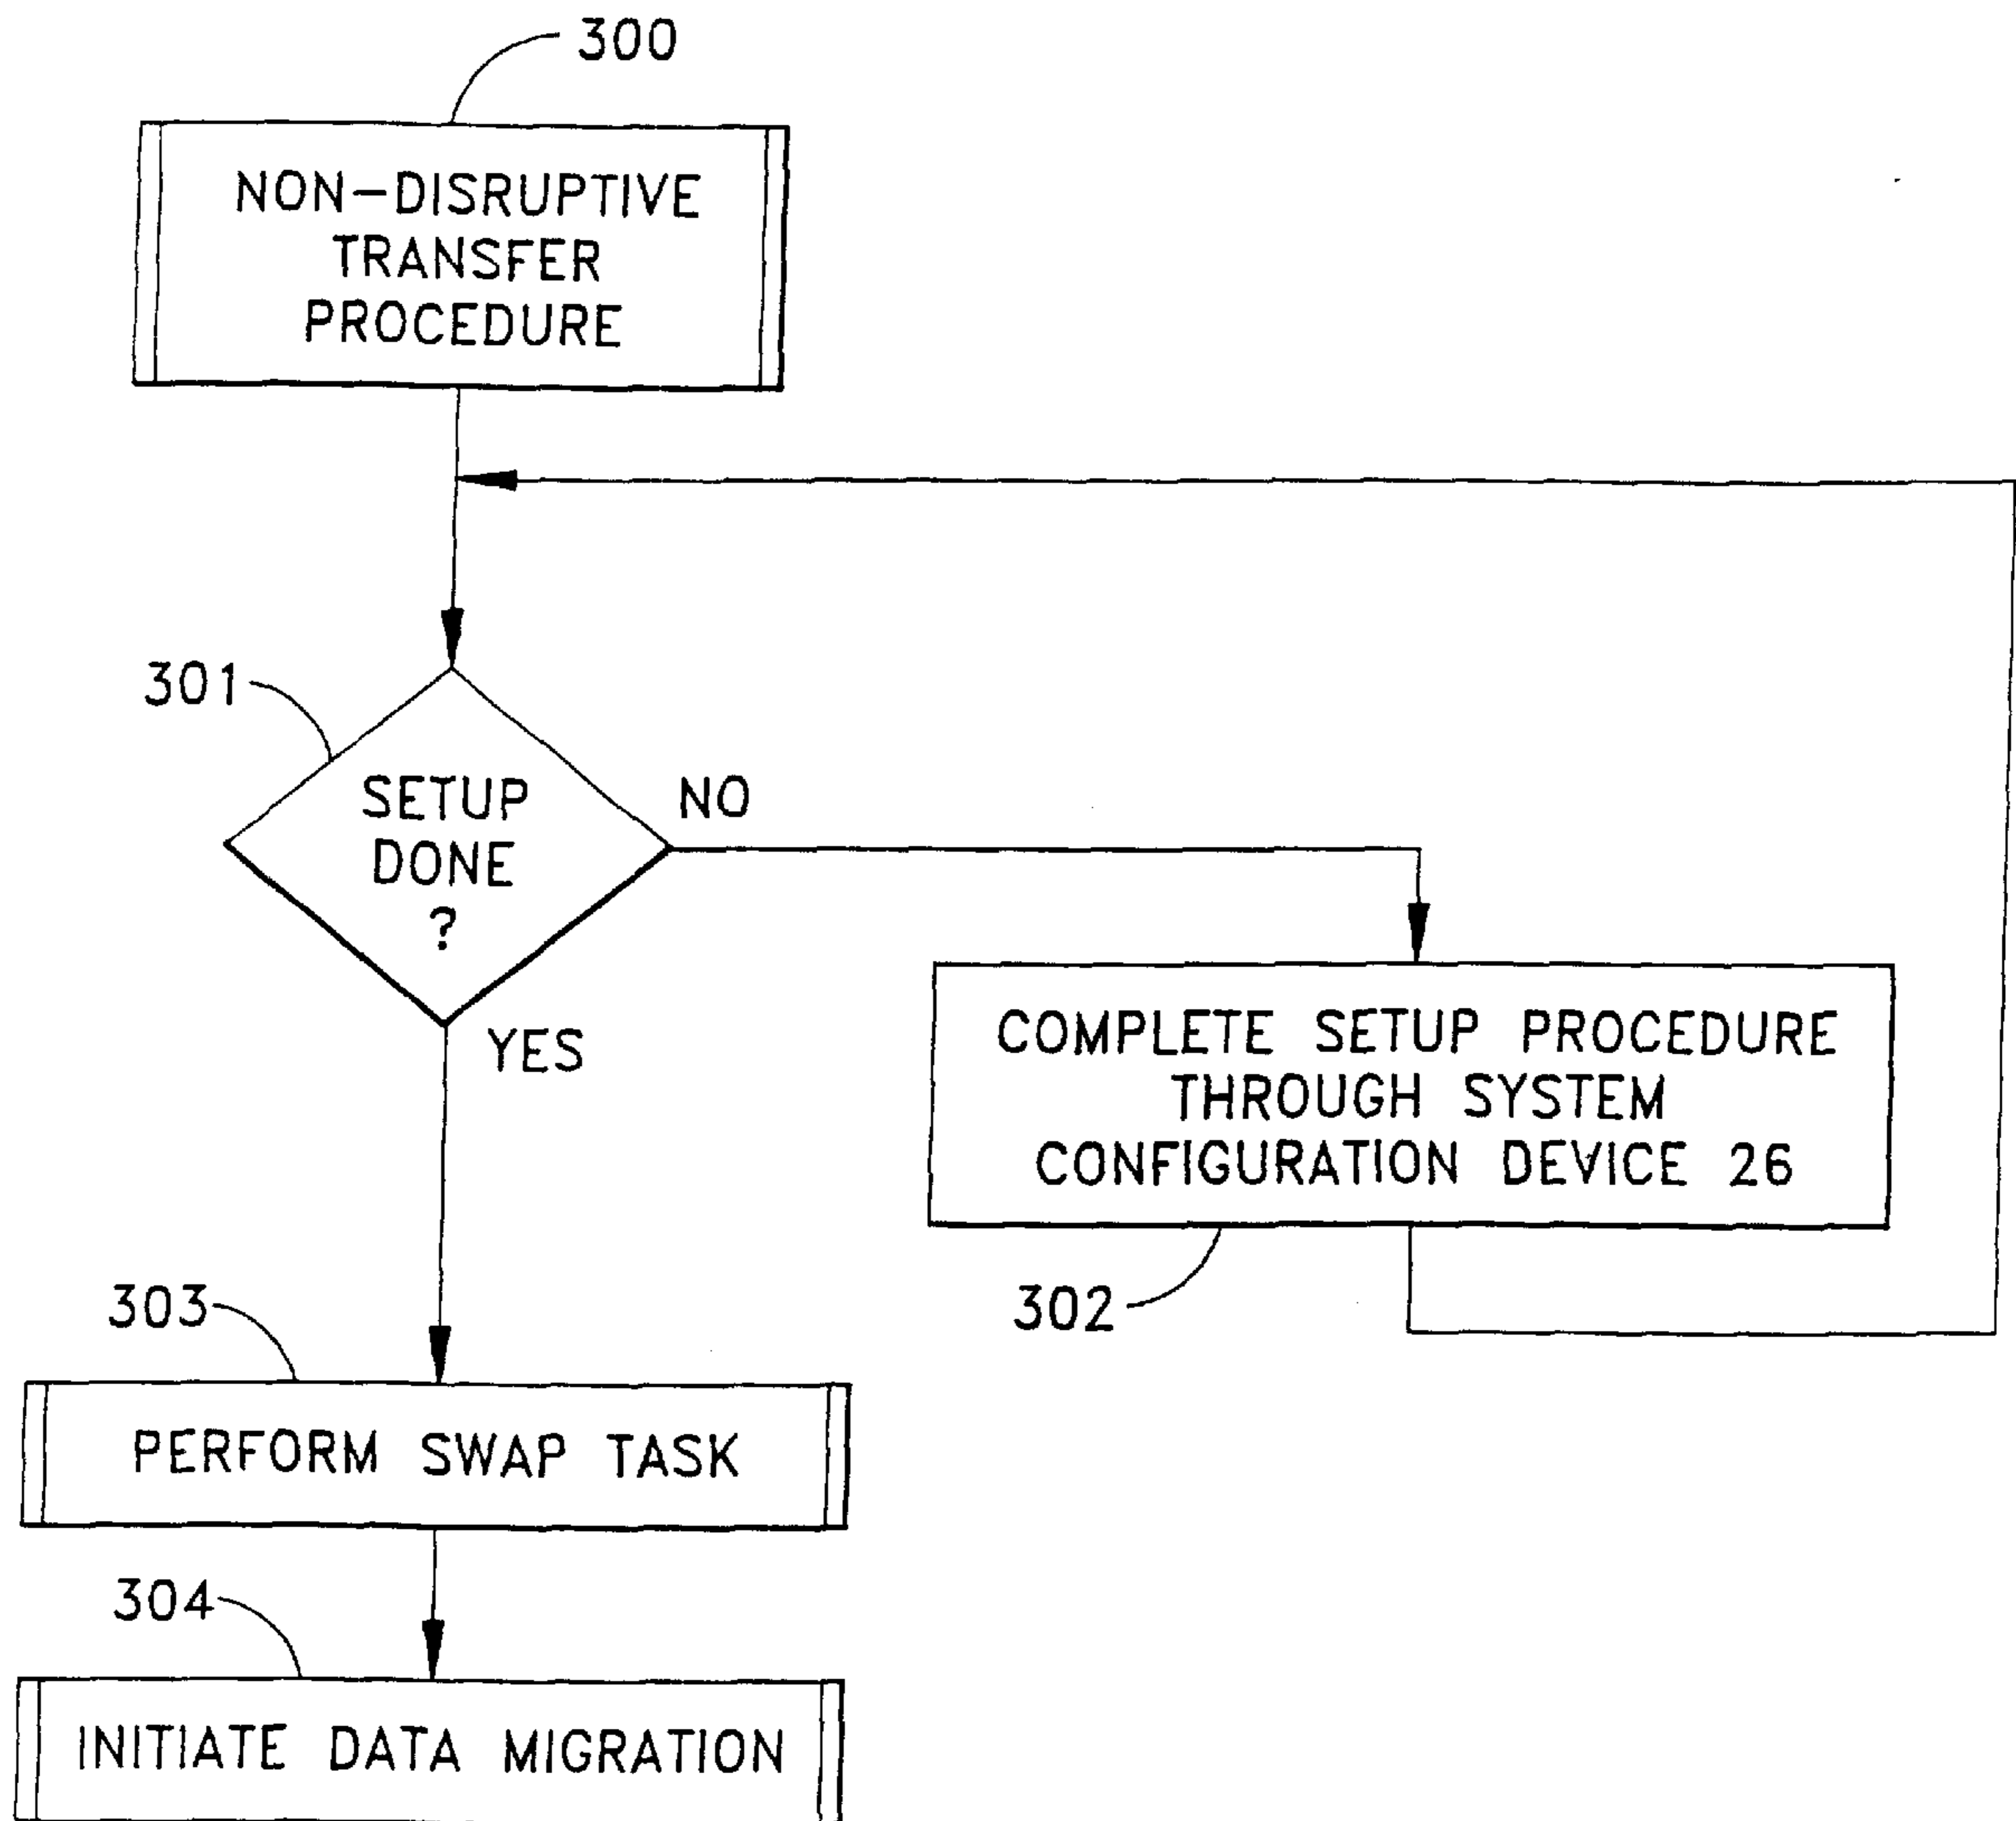 300
NON-DISRUPTIVE
TRANSFER
PROCEDURE
301
SETUP
DONE
?
NO
YES
COMPLETE SETUP PROCEDURE
THROUGH SYSTEM
CONFIGURATION DEVICE 26
302
303
PERFORM SWAP TASK
304
INITIATE DATA MIGRATION